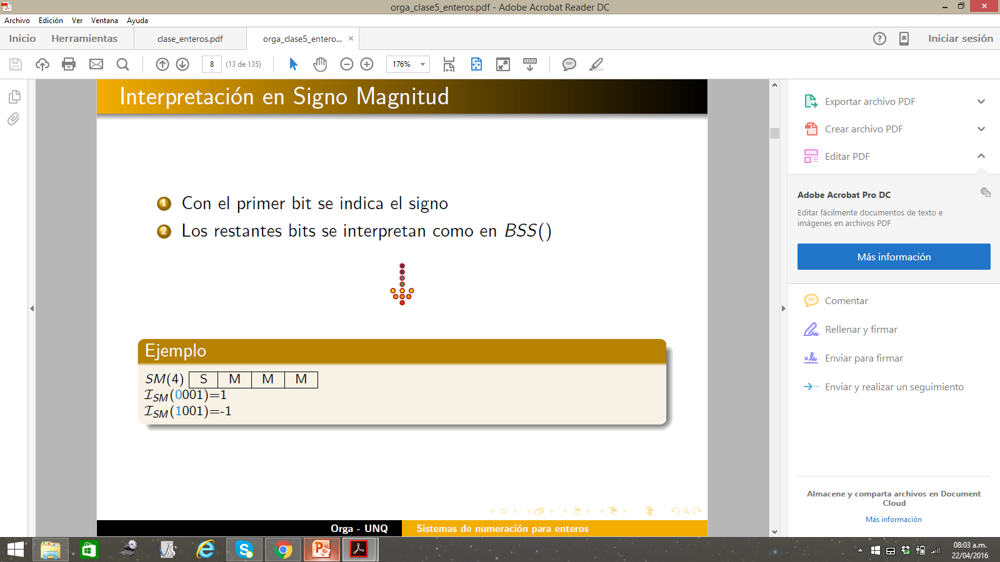 orga_clase5_enteros.pdf - Adobe Acrobat Reader DC
Archivo Edición Ver Ventana Ayuda
Inicio Herramientas clase_enteros.pdf orga_clase5_entero... × Iniciar sesión
8 (13 de 135) 176%
Interpretación en Signo Magnitud
1 Con el primer bit se indica el signo
2 Los restantes bits se interpretan como en BSS()
Ejemplo
SM(4) S M M M
I_SM(0001)=1
I_SM(1001)=-1
Orga - UNQ Sistemas de numeración para enteros
Exportar archivo PDF
Crear archivo PDF
Editar PDF
Adobe Acrobat Pro DC
Editar fácilmente documentos de texto e
imágenes en archivos PDF
Más información
Comentar
Rellenar y firmar
Enviar para firmar
Enviar y realizar un seguimiento
Almacene y comparta archivos en Document
Cloud
Más información
08:03 a.m.
22/04/2016